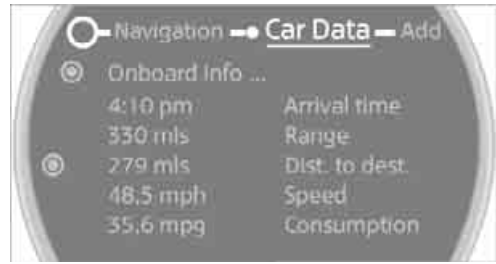 Navigation Car Data Add
Onboard Info ...
4:10 pm Arrival time
330 mls Range
279 mls Dist. to dest.
48.5 mph Speed
35.6 mpg Consumption